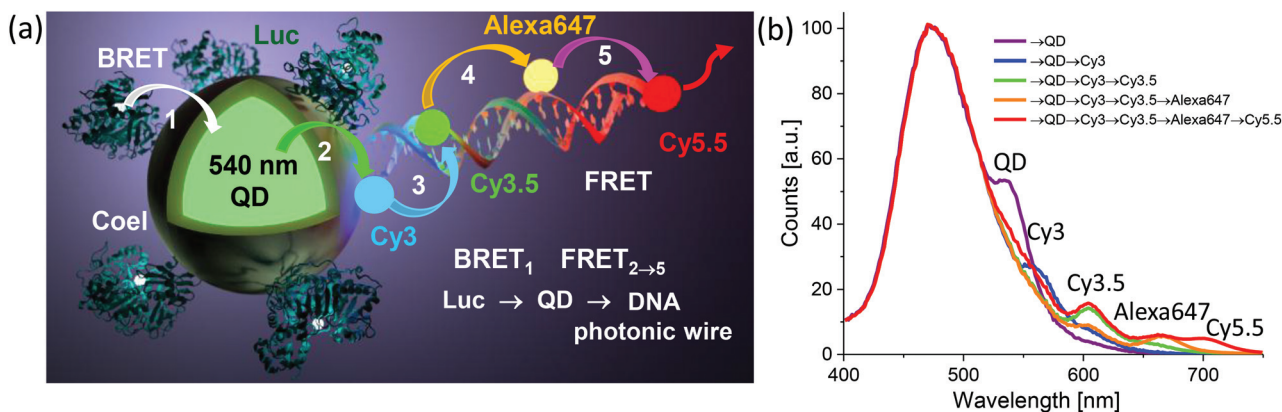 (a)
BRET
Luc
Alexa647
1
2
3
4
5
540 nm
QD
Coel
Cy3
Cy3.5
Cy5.5
FRET
BRET₁ FRET₂→₅
Luc → QD → DNA
photonic wire
(b)
→QD
→QD→Cy3
→QD→Cy3→Cy3.5
→QD→Cy3→Cy3.5→Alexa647
→QD→Cy3→Cy3.5→Alexa647→Cy5.5
QD
Cy3
Cy3.5
Alexa647
Cy5.5
Counts [a.u.]
100
80
60
40
20
0
400
500
600
700
Wavelength [nm]